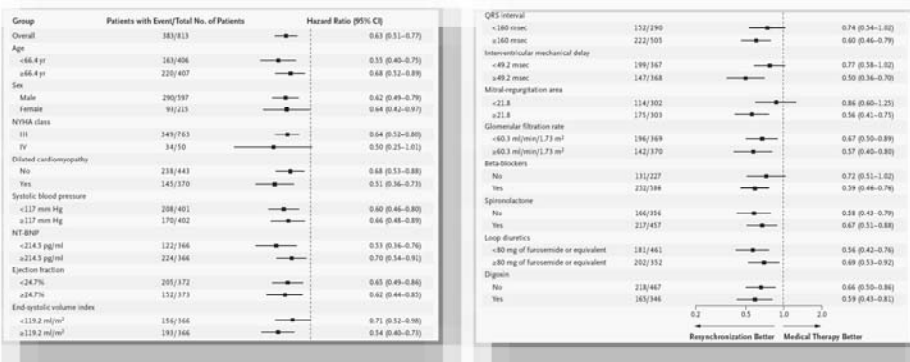 Group Patients with Event/Total No. of Patients Hazard Ratio (95% CI)
Overall 383/813 0.63 (0.51–0.77)
Age
<66.4 yr 163/406 0.55 (0.40–0.75)
≥66.4 yr 220/407 0.68 (0.52–0.89)
Sex
Male 290/597 0.62 (0.49–0.79)
Female 93/215 0.64 (0.42–0.97)
NYHA class
III 349/763 0.64 (0.52–0.80)
IV 34/50 0.50 (0.25–1.01)
Dilated cardiomyopathy
No 238/443 0.68 (0.53–0.88)
Yes 145/370 0.51 (0.36–0.73)
Systolic blood pressure
<117 mm Hg 208/401 0.60 (0.46–0.80)
≥117 mm Hg 170/402 0.66 (0.48–0.89)
NT-BNP
<214.5 pg/ml 122/366 0.53 (0.36–0.76)
≥214.5 pg/ml 224/366 0.70 (0.54–0.91)
Ejection fraction
<24.7% 205/372 0.65 (0.49–0.86)
≥24.7% 152/373 0.62 (0.44–0.85)
End-systolic volume index
<119.2 ml/m² 156/366 0.71 (0.52–0.98)
≥119.2 ml/m² 193/366 0.54 (0.40–0.73)
QRS interval
<160 msec 152/290 0.74 (0.54–1.02)
≥160 msec 222/505 0.60 (0.46–0.79)
Interventricular mechanical delay
<49.2 msec 199/367 0.77 (0.58–1.02)
≥49.2 msec 147/368 0.50 (0.36–0.70)
Mitral-regurgitation area
<21.8 114/302 0.86 (0.60–1.25)
≥21.8 175/303 0.56 (0.41–0.75)
Glomerular filtration rate
<60.3 ml/min/1.73 m² 196/369 0.67 (0.50–0.89)
≥60.3 ml/min/1.73 m² 142/370 0.57 (0.40–0.80)
Beta-blockers
No 131/227 0.72 (0.51–1.02)
Yes 252/586 0.59 (0.46–0.76)
Spironolactone
No 166/356 0.58 (0.43–0.79)
Yes 217/457 0.67 (0.51–0.88)
Loop diuretics
<80 mg of furosemide or equivalent 181/461 0.56 (0.42–0.76)
≥80 mg of furosemide or equivalent 202/352 0.69 (0.53–0.92)
Digoxin
No 218/467 0.66 (0.50–0.86)
Yes 165/346 0.59 (0.43–0.81)
0.2 0.5 1.0 2.0
Resynchronization Better Medical Therapy Better